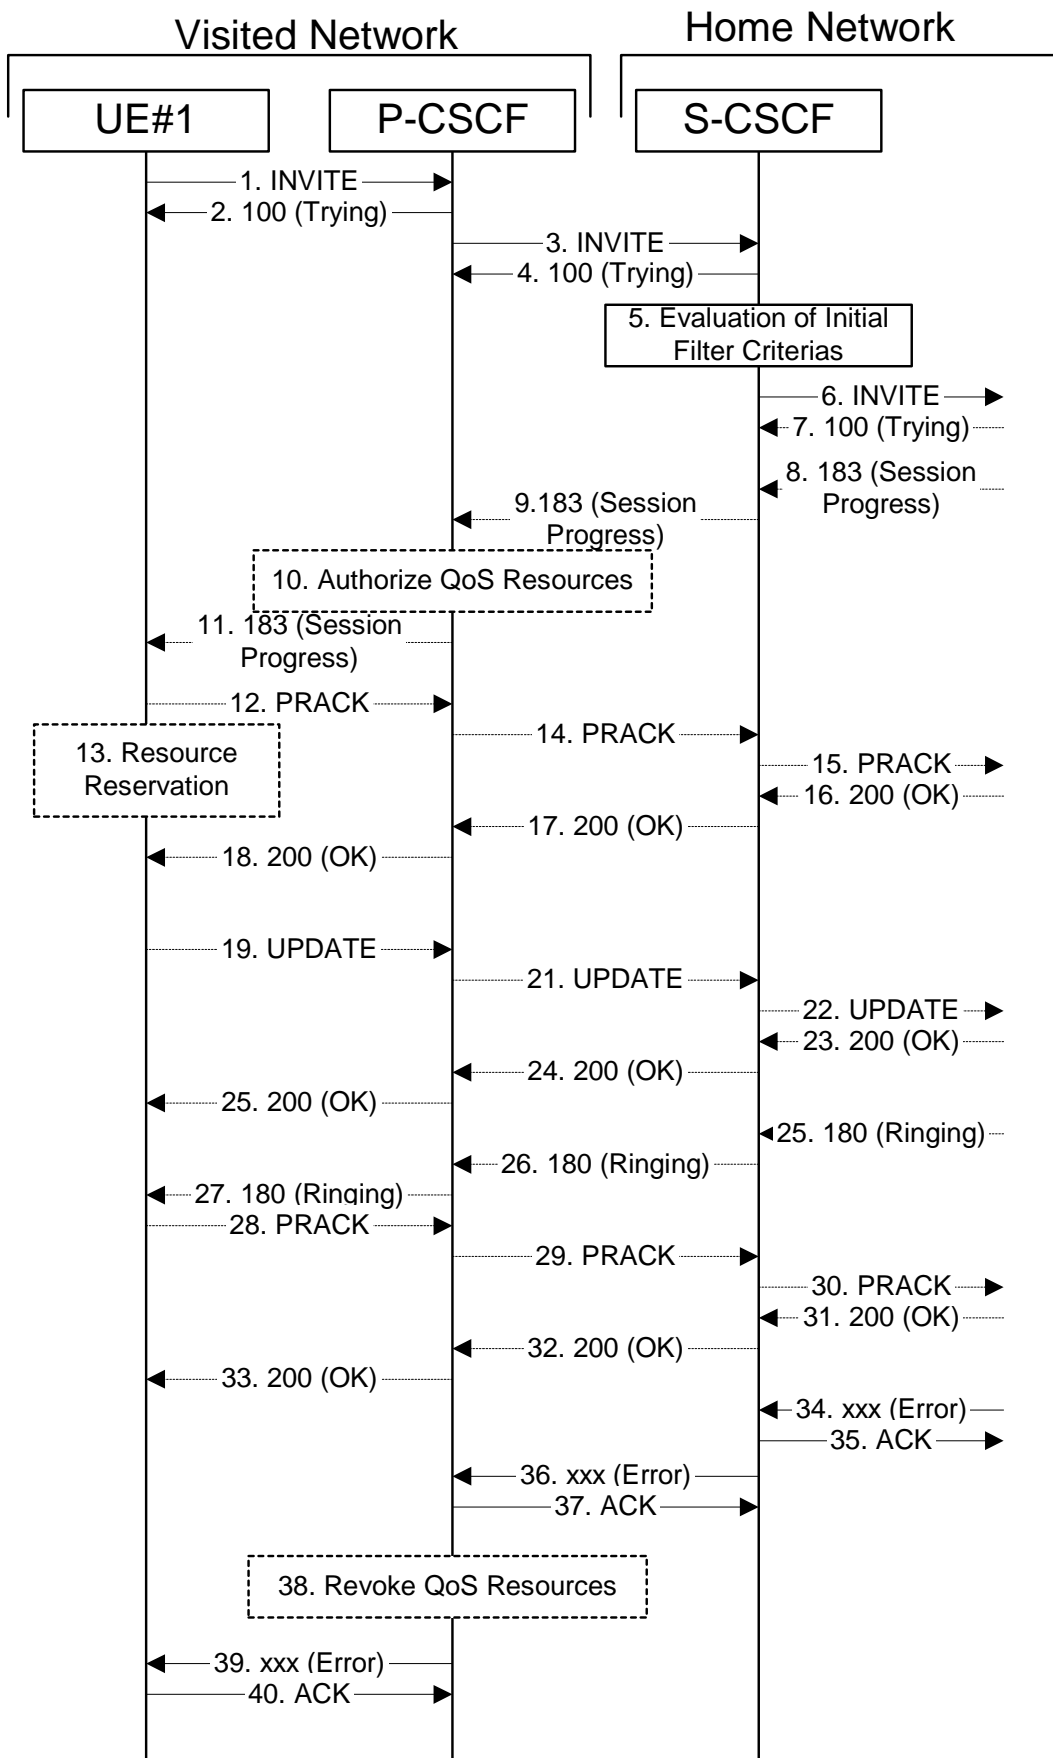 Visited Network
Home Network
UE#1
P-CSCF
S-CSCF
1. INVITE
2. 100 (Trying)
3. INVITE
4. 100 (Trying)
5. Evaluation of Initial
Filter Criterias
6. INVITE
7. 100 (Trying)
8. 183 (Session
Progress)
9.183 (Session
Progress)
10. Authorize QoS Resources
11. 183 (Session
Progress)
12. PRACK
13. Resource
Reservation
14. PRACK
15. PRACK
16. 200 (OK)
17. 200 (OK)
18. 200 (OK)
19. UPDATE
21. UPDATE
22. UPDATE
23. 200 (OK)
24. 200 (OK)
25. 200 (OK)
25. 180 (Ringing)
26. 180 (Ringing)
27. 180 (Ringing)
28. PRACK
29. PRACK
30. PRACK
31. 200 (OK)
32. 200 (OK)
33. 200 (OK)
34. xxx (Error)
35. ACK
36. xxx (Error)
37. ACK
38. Revoke QoS Resources
39. xxx (Error)
40. ACK